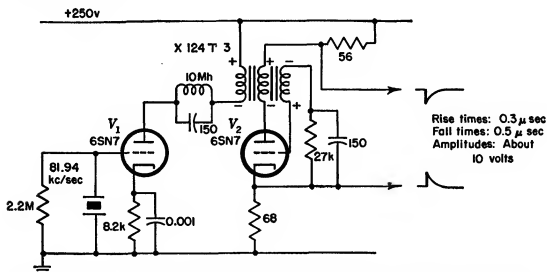 +250v
X 124 T 3
+
+
−
56
10Mh
−
−
+
150
V1
6SN7
V2
6SN7
27k
150
Rise times: 0.3 μ sec
Fall times: 0.5 μ sec
Amplitudes: About
10 volts
81.94
kc/sec
2.2M
8.2k
0.001
68